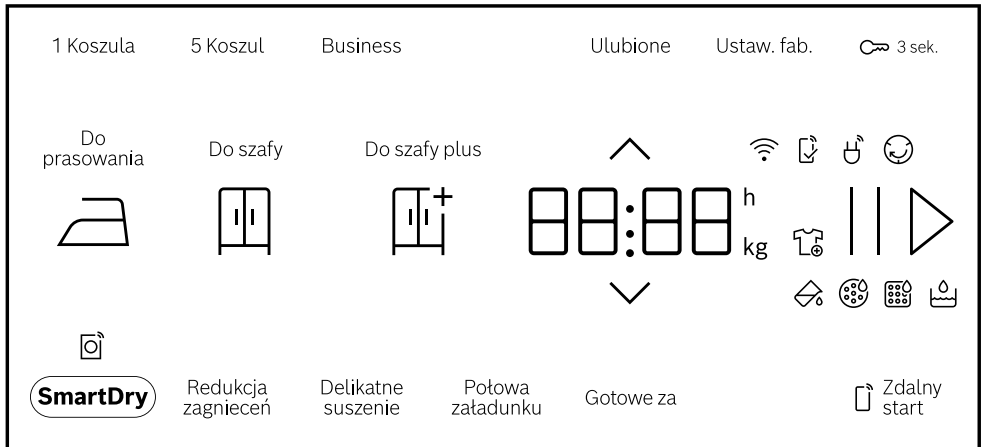 1 Koszula
5 Koszul
Business
Ulubione
Ustaw. fab.
3 sek.
Do
prasowania
Do szafy
Do szafy plus
88:88
h
kg
SmartDry
Redukcja
zagnieceń
Delikatne
suszenie
Połowa
załadunku
Gotowe za
Zdalny
start